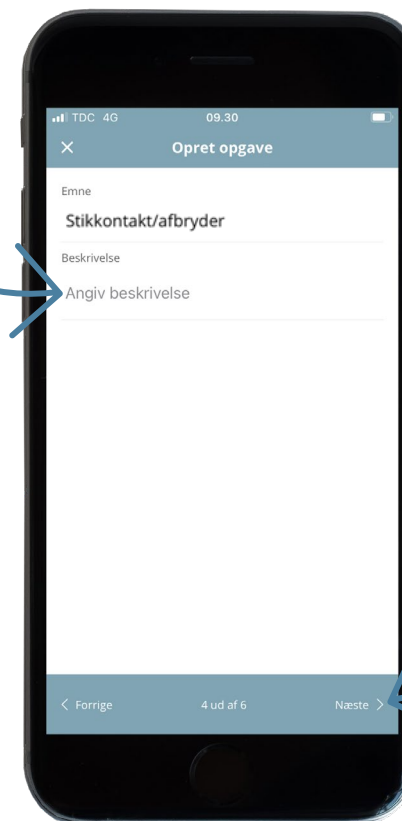 TDC 4G 09.30
Opret opgave
Emne
Stikkontakt/afbryder
Beskrivelse
Angiv beskrivelse
Forrige 4 ud af 6 Næste